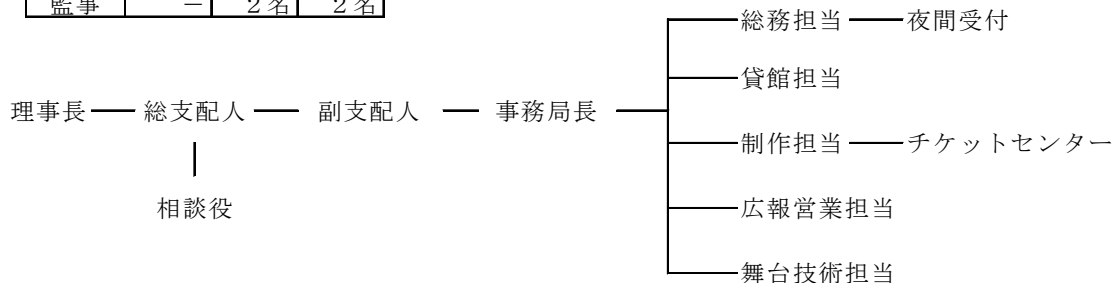 監事 － ２名 ２名
総務担当 夜間受付
貸館担当
理事長 総支配人 副支配人 事務局長
制作担当 チケットセンター
相談役
広報営業担当
舞台技術担当